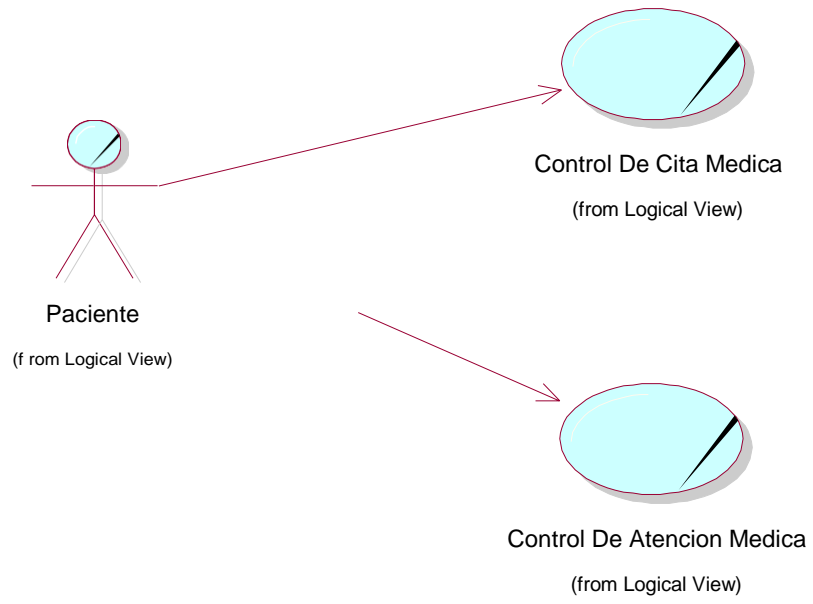 Control De Cita Medica
(from Logical View)
Paciente
(f rom Logical View)
Control De Atencion Medica
(from Logical View)